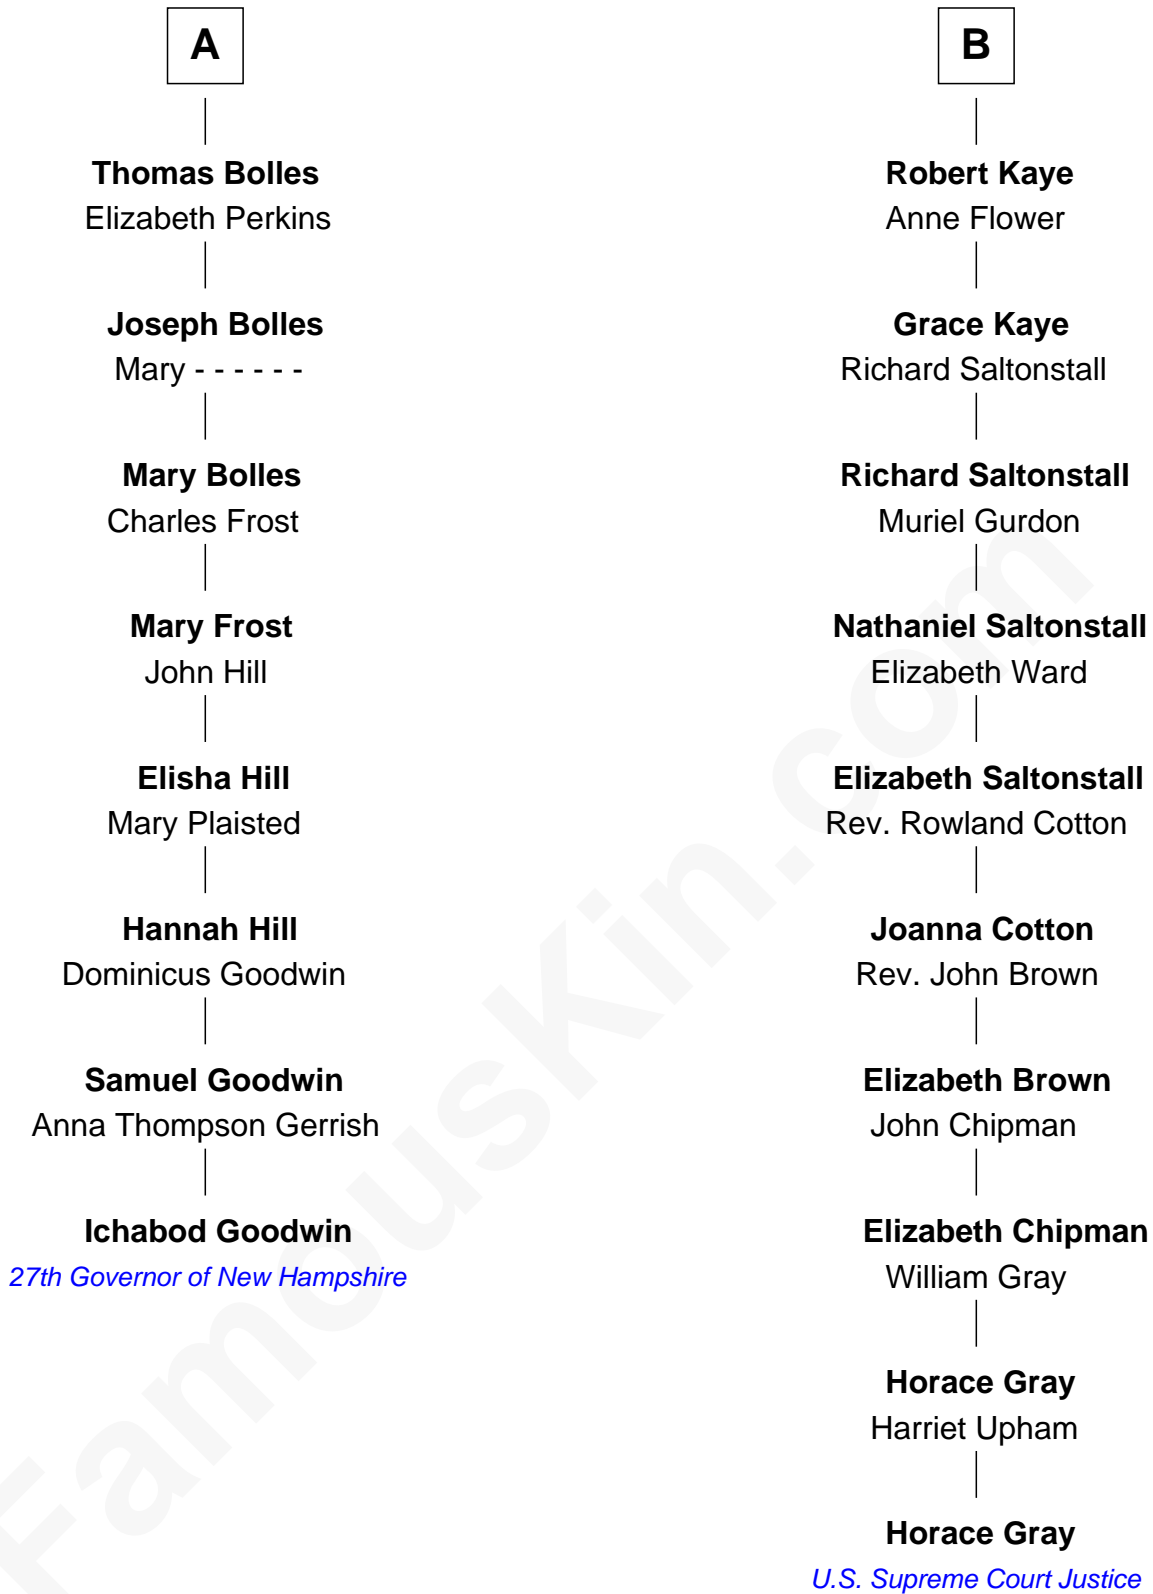 A
Thomas Bolles
Elizabeth Perkins
Joseph Bolles
Mary - - - - - -
Mary Bolles
Charles Frost
Mary Frost
John Hill
Elisha Hill
Mary Plaisted
Hannah Hill
Dominicus Goodwin
Samuel Goodwin
Anna Thompson Gerrish
Ichabod Goodwin
27th Governor of New Hampshire
B
Robert Kaye
Anne Flower
Grace Kaye
Richard Saltonstall
Richard Saltonstall
Muriel Gurdon
Nathaniel Saltonstall
Elizabeth Ward
Elizabeth Saltonstall
Rev. Rowland Cotton
Joanna Cotton
Rev. John Brown
Elizabeth Brown
John Chipman
Elizabeth Chipman
William Gray
Horace Gray
Harriet Upham
Horace Gray
U.S. Supreme Court Justice
FamousKin.com